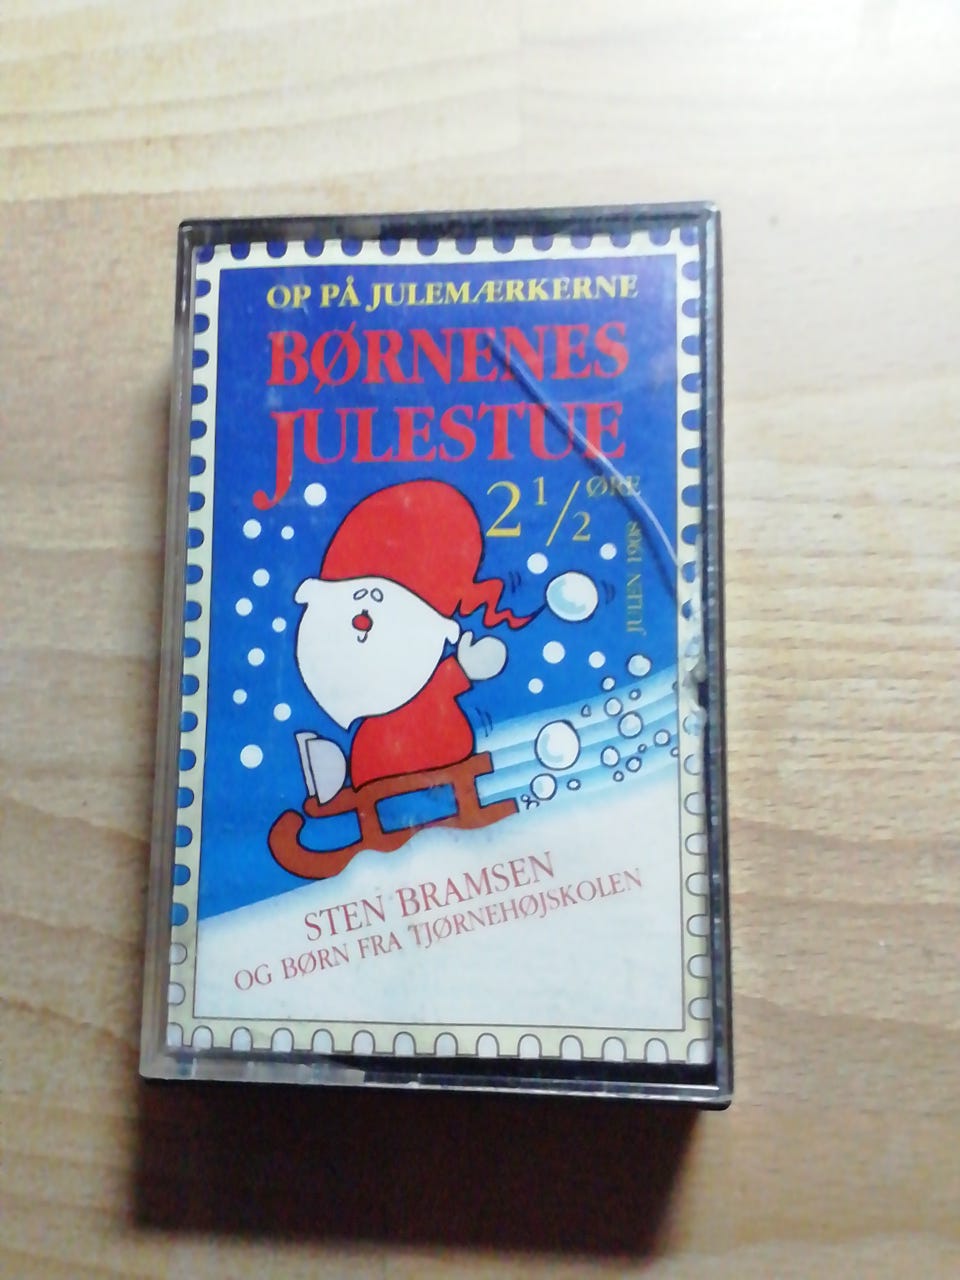 OP PÅ JULEMÆRKERNE
BØRNENES
JULESTUE
2 1/2 ØRE
JULEN 1908
STEN BRAMSEN
OG BØRN FRA TJØRNEHØJSKOLEN